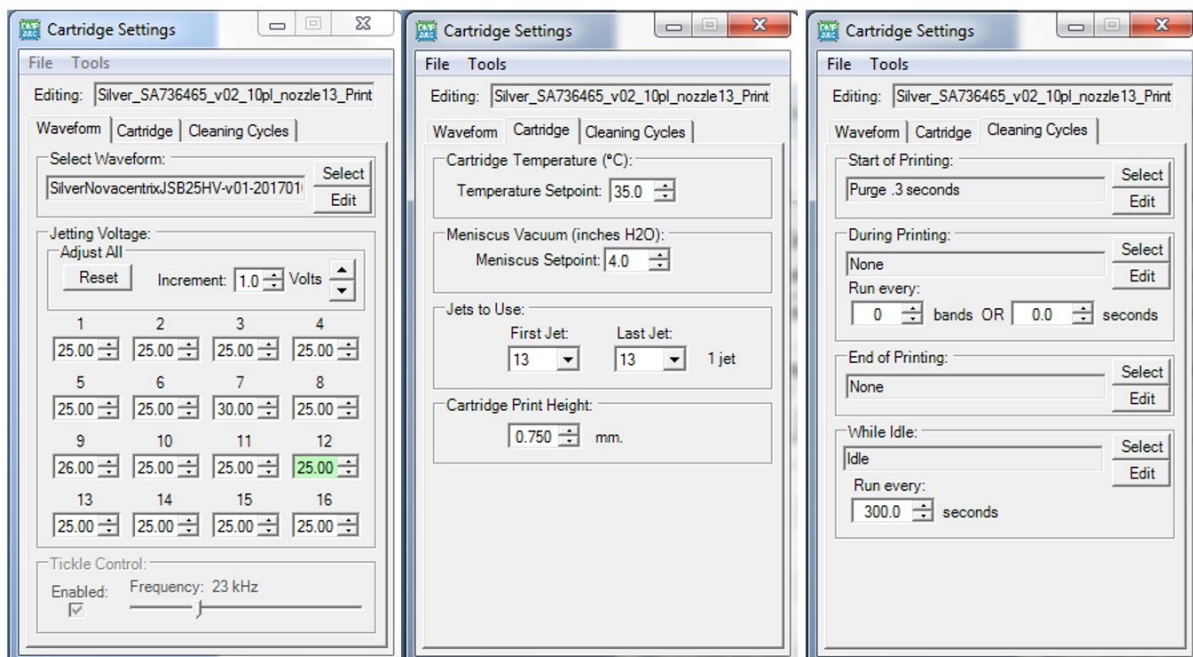 Cartridge Settings
File Tools
Editing: Silver_SA736465_v02_10pl_nozzle13_Print
Waveform Cartridge Cleaning Cycles
Select Waveform:
Select
SilverNovacentrixJSB25HV-v01-201701
Edit
Jetting Voltage:
Adjust All
Reset Increment: 1.0 Volts
1 2 3 4
25.00 25.00 25.00 25.00
5 6 7 8
25.00 25.00 30.00 25.00
9 10 11 12
26.00 25.00 25.00 25.00
13 14 15 16
25.00 25.00 25.00 25.00
Tickle Control:
Enabled: Frequency: 23 kHz
Cartridge Settings
File Tools
Editing: Silver_SA736465_v02_10pl_nozzle13_Print
Waveform Cartridge Cleaning Cycles
Cartridge Temperature (°C):
Temperature Setpoint: 35.0
Meniscus Vacuum (inches H2O):
Meniscus Setpoint: 4.0
Jets to Use:
First Jet: Last Jet:
13 13 1 jet
Cartridge Print Height:
0.750 mm.
Cartridge Settings
File Tools
Editing: Silver_SA736465_v02_10pl_nozzle13_Print
Waveform Cartridge Cleaning Cycles
Start of Printing:
Select
Purge .3 seconds
Edit
During Printing:
Select
None
Edit
Run every:
0 bands OR 0.0 seconds
End of Printing:
Select
None
Edit
While Idle:
Select
Idle
Edit
Run every:
300.0 seconds